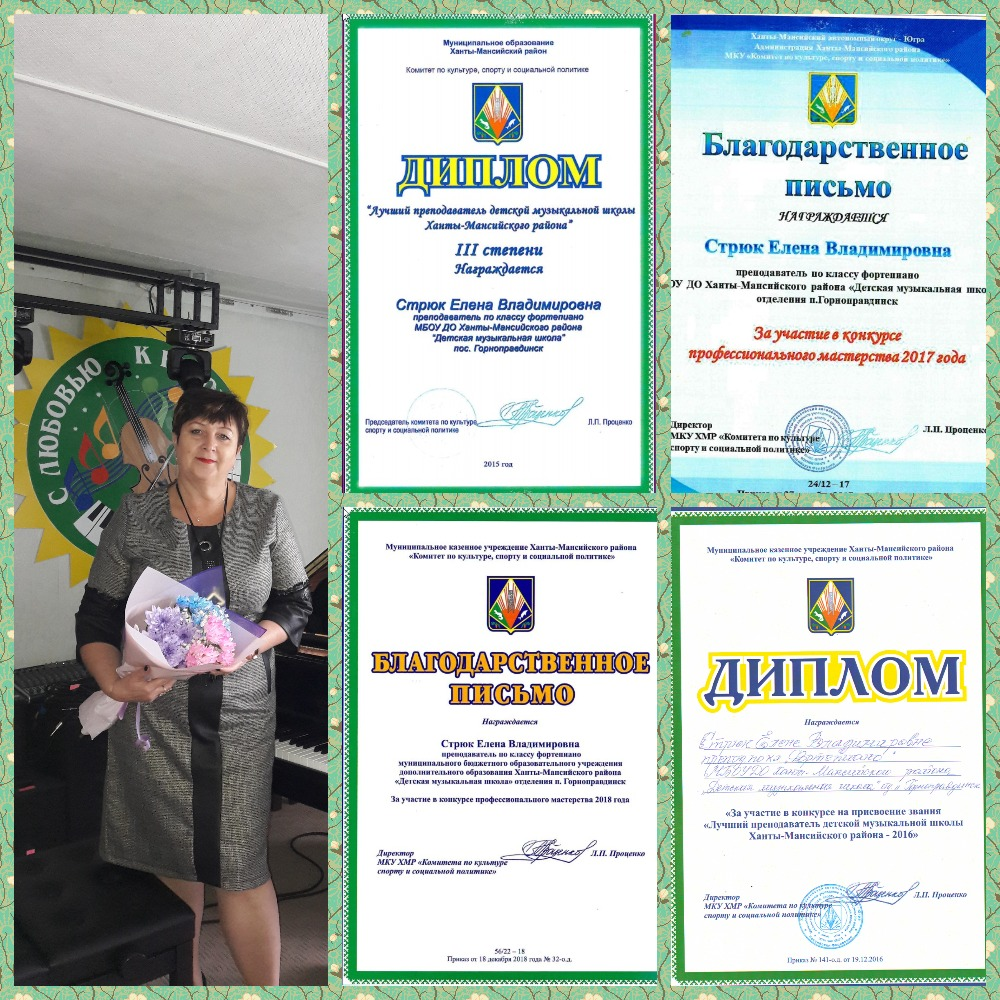 С ЛЮБОВЬЮ К
Муниципальное образование
Ханты-Мансийский район
Комитет по культуре, спорту и социальной политике
ДИПЛОМ
"Лучший преподаватель детской музыкальной школы
Ханты-Мансийского района"
III степени
Награждается
Стрюк Елена Владимировна
преподаватель по классу фортепиано
МБОУ ДО Ханты-Мансийского района
"Детская музыкальная школа"
пос. Горноправдинск
Председатель комитета по культуре,
спорту и социальной политике
Л.П. Проценко
2015 год
Ханты-Мансийский автономный округ - Югра
Администрация Ханты-Мансийского района
МКУ «Комитет по культуре, спорту и социальной политике»
Благодарственное
письмо
НАГРАЖДАЕТСЯ
Стрюк Елена Владимировна
преподаватель по классу фортепиано
ОУ ДО Ханты-Мансийского района «Детская музыкальная шко
отделения п.Горноправдинск
За участие в конкурсе
профессионального мастерства 2017 года
Директор
МКУ ХМР «Комитета по культуре
спорту и социальной политике»
Л.П. Проценко
24/12 – 17
Муниципальное казенное учреждение Ханты-Мансийского района
«Комитет по культуре, спорту и социальной политике»
БЛАГОДАРСТВЕННОЕ
ПИСЬМО
Награждается
Стрюк Елена Владимировна
преподаватель по классу фортепиано
муниципального бюджетного образовательного учреждения
дополнительного образования Ханты-Мансийского района
«Детская музыкальная школа» отделения п. Горноправдинск
За участие в конкурсе профессионального мастерства 2018 года
Директор
МКУ ХМР «Комитета по культуре
спорту и социальной политике»
Л.П. Проценко
56/22 – 18
Приказ от 18 декабря 2018 года № 32-о.д.
Муниципальное казенное учреждение Ханты-Мансийского района
«Комитет по культуре, спорту и социальной политике»
ДИПЛОМ
Награждается
Стрюк Елене Владимировне
района
"Детская музыкальная школа" п. Горноправдинск
«За участие в конкурсе на присвоение звания
«Лучший преподаватель детской музыкальной школы
Ханты-Мансийского района - 2016»
Директор
МКУ ХМР «Комитета по культуре
спорту и социальной политике»
Л.П. Проценко
Приказ № 141-о.д. от 19.12.2016